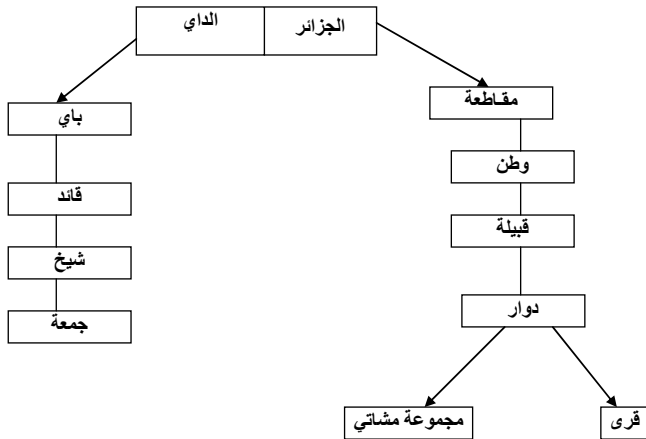 الجزائر
الداي
مقاطعة
باي
وطن
قائد
قبيلة
شيخ
دوار
جمعة
قرى
مجموعة مشاتي